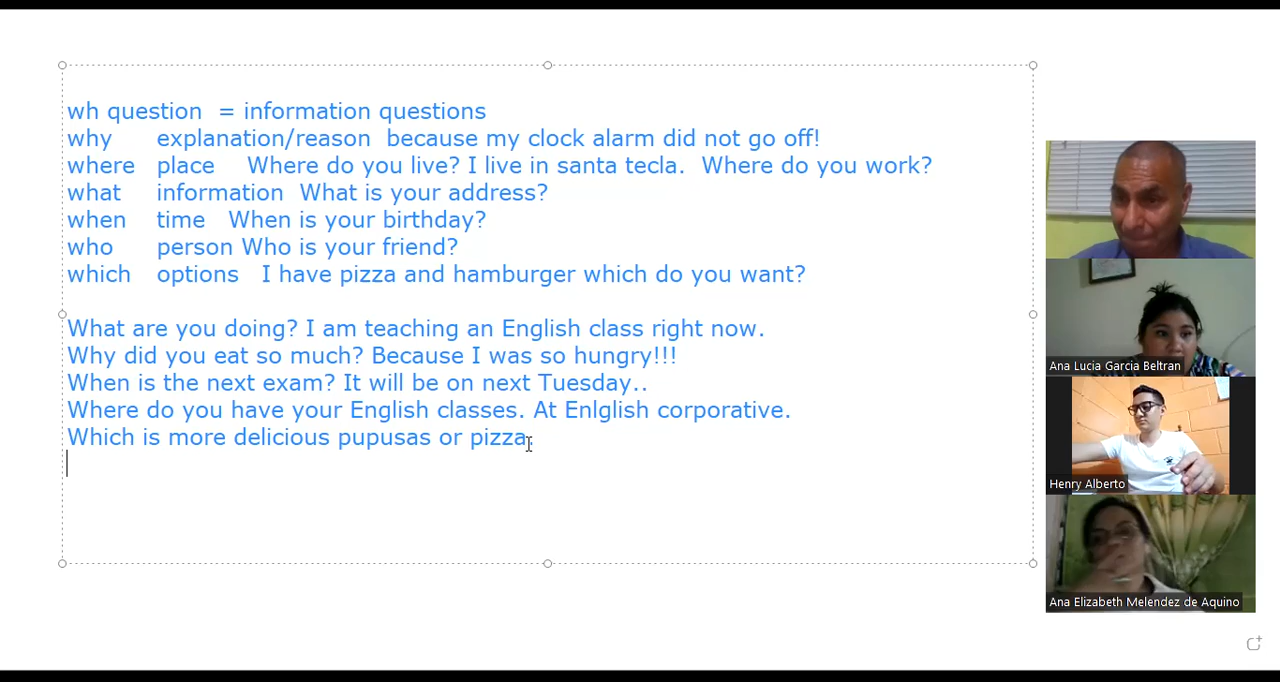 wh question = information questions
why explanation/reason because my clock alarm did not go off!
where place Where do you live? I live in santa tecla. Where do you work?
what information What is your address?
when time When is your birthday?
who person Who is your friend?
which options I have pizza and hamburger which do you want?
What are you doing? I am teaching an English class right now.
Why did you eat so much? Because I was so hungry!!!
When is the next exam? It will be on next Tuesday..
Where do you have your English classes. At Enlglish corporative.
Which is more delicious pupusas or pizza
Ana Lucia Garcia Beltran
Henry Alberto
Ana Elizabeth Melendez de Aquino